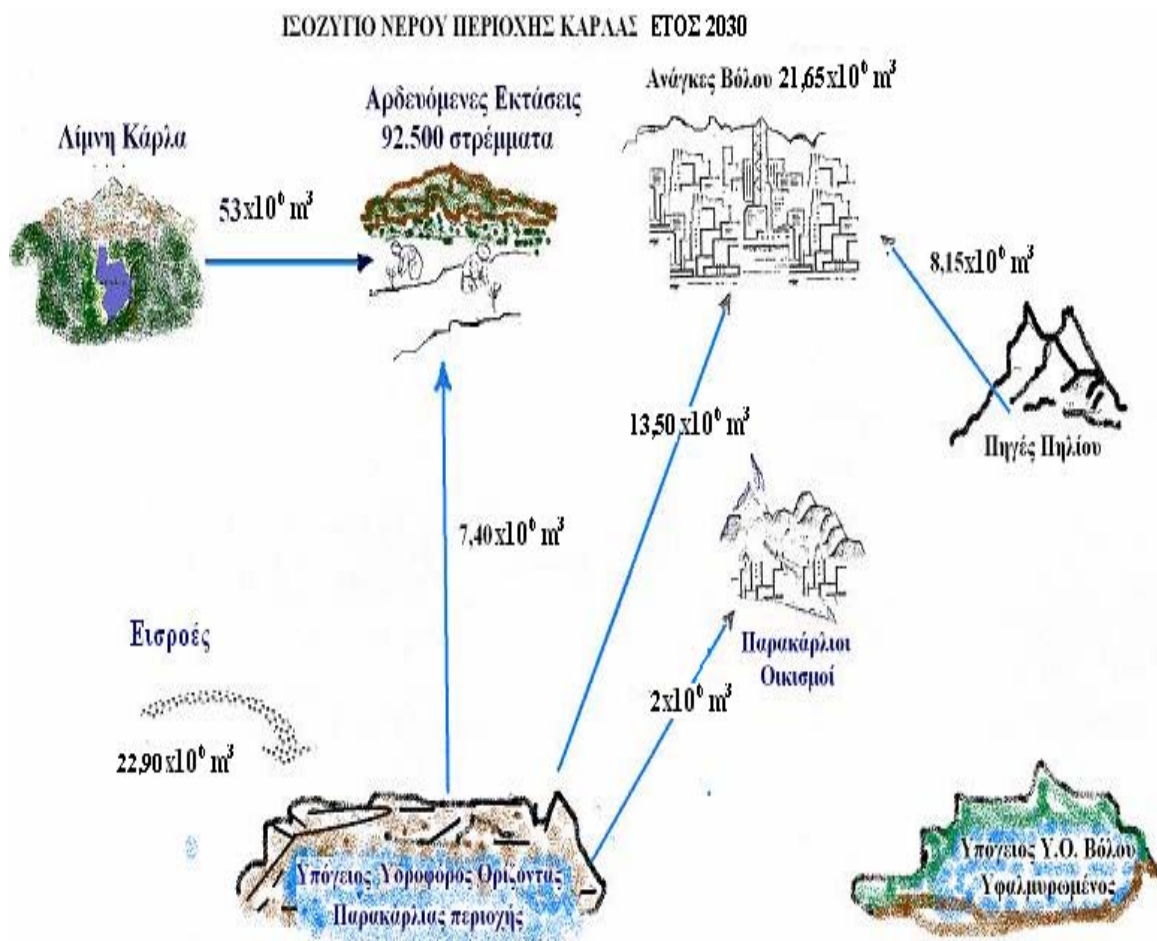 ΙΣΟΖΥΓΙΟ ΝΕΡΟΥ ΠΕΡΙΟΧΗΣ ΚΑΡΛΑΣ ΕΤΟΣ 2030
Ανάγκες Βόλου 21,65x10⁶ m³
Αρδευόμενες Εκτάσεις
92.500 στρέμματα
Λίμνη Κάρλα
53x10⁶ m³
8,15x10⁶ m³
13,50x10⁶ m³
Πηγές Πηλίου
7,40x10⁶ m³
Εισροές
Παρακάρλιοι
Οικισμοί
2x10⁶ m³
22,90x10⁶ m³
Υπόγειος Υδροφόρος Ορίζοντας
Παρακάρλιας περιοχής
Υπόγειος Υ.Ο. Βόλου
Υφαλμυρωμένος